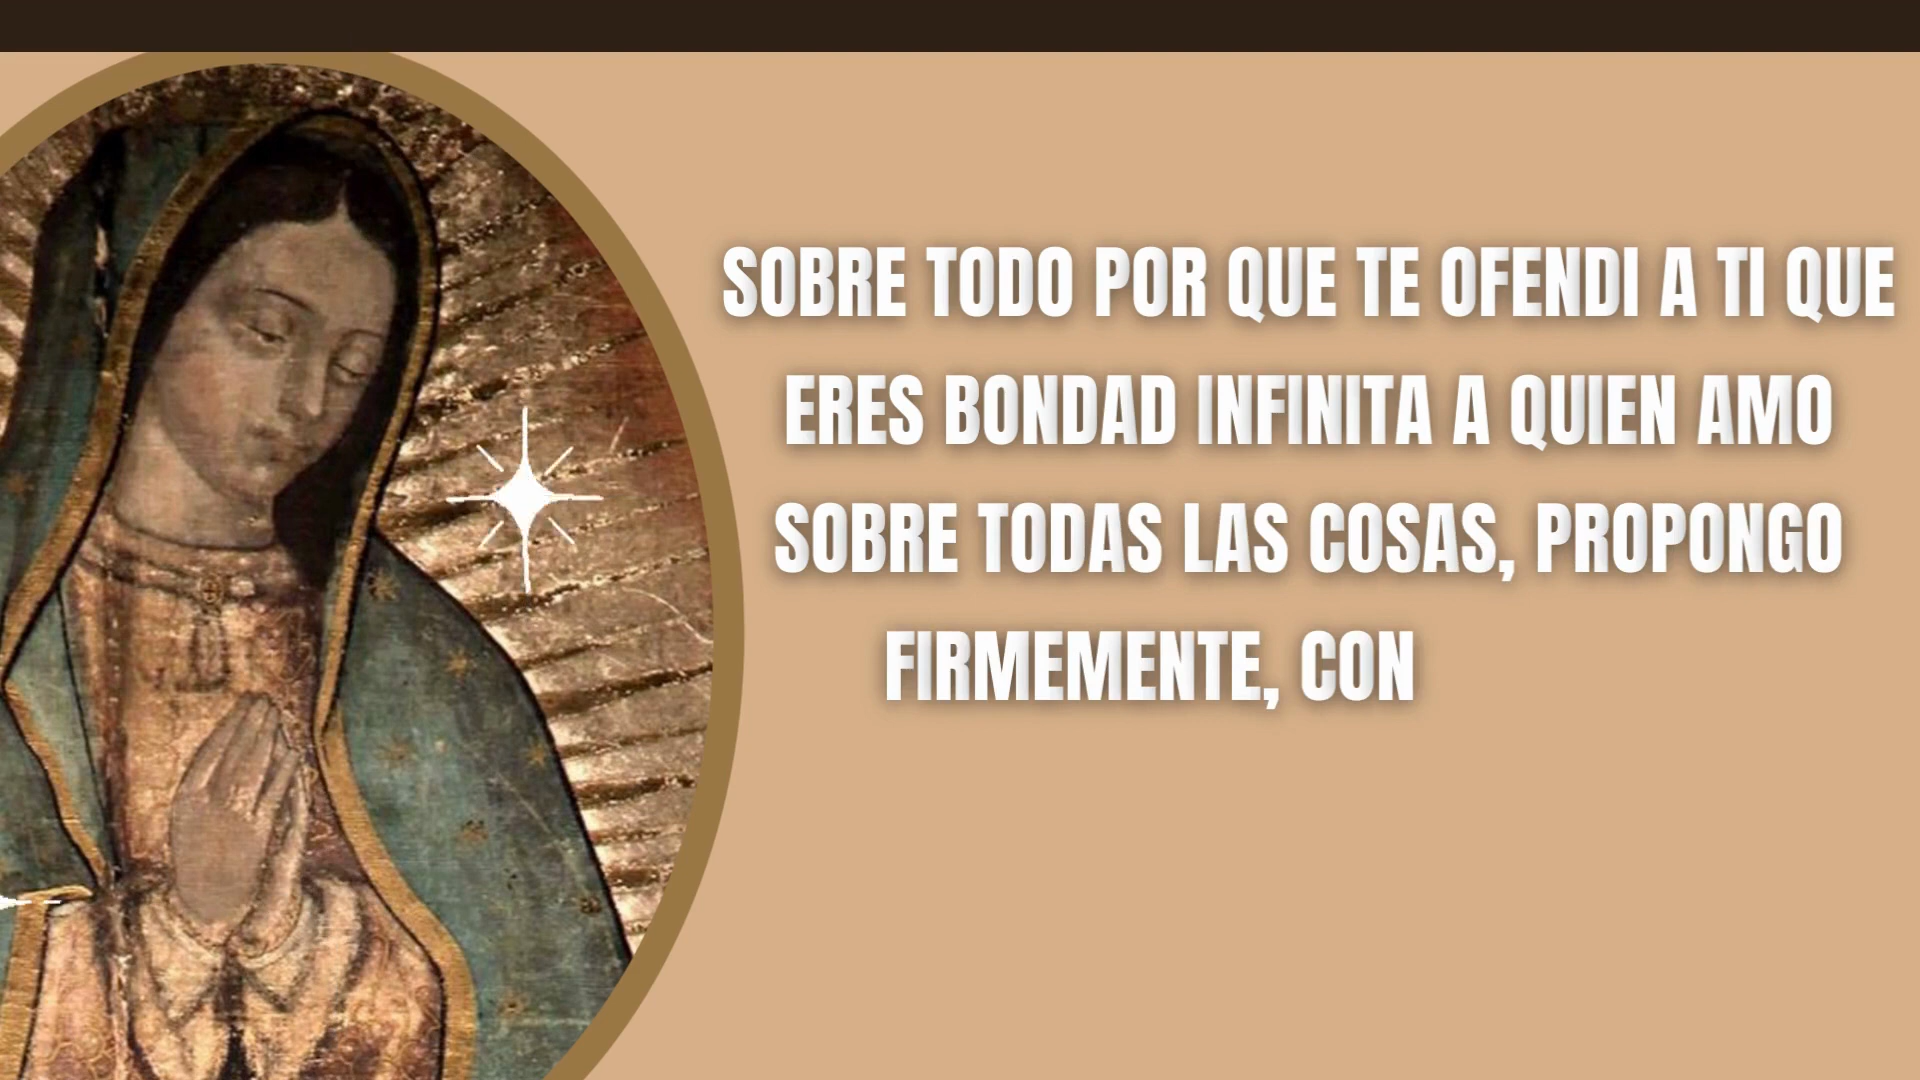 SOBRE TODO POR QUE TE OFENDI A TI QUE
ERES BONDAD INFINITA A QUIEN AMO
SOBRE TODAS LAS COSAS, PROPONGO
FIRMEMENTE, CON